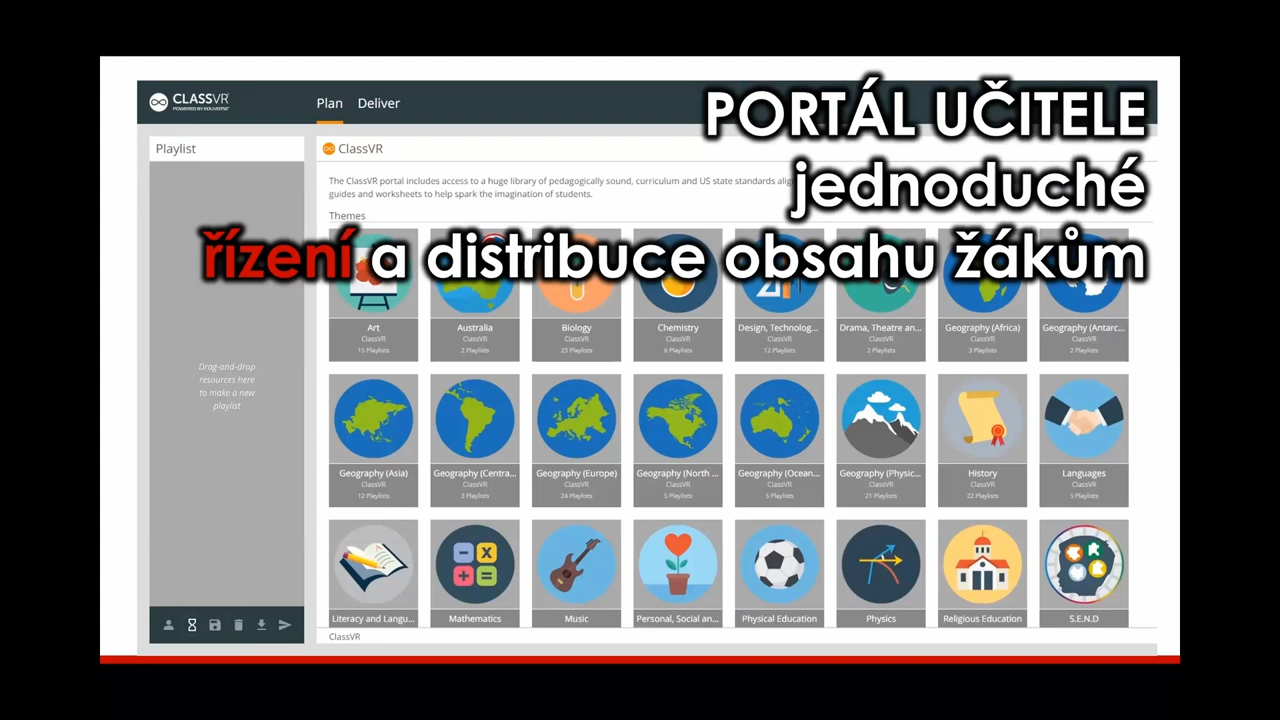 CLASSVR
POWERED BY EDUVERSE
Plan Deliver
PORTÁL UČITELE
jednoduché
řízení a distribuce obsahu žákům
Playlist
ClassVR
The ClassVR portal includes access to a huge library of pedagogically sound, curriculum and US state standards
guides and worksheets to help spark the imagination of students.
Themes
Art
ClassVR
15 Playlists
Australia
ClassVR
2 Playlists
Biology
ClassVR
23 Playlists
Chemistry
ClassVR
6 Playlists
Design, Technolog...
ClassVR
12 Playlists
Drama, Theatre an...
ClassVR
2 Playlists
Geography (Africa)
ClassVR
3 Playlists
Geography (Antarc...
ClassVR
2 Playlists
Drag-and-drop
resources here
to make a new
playlist
Geography (Asia)
ClassVR
12 Playlists
Geography (Centra...
ClassVR
3 Playlists
Geography (Europe)
ClassVR
24 Playlists
Geography (North ...
ClassVR
5 Playlists
Geography (Ocean...
ClassVR
5 Playlists
Geography (Physic...
ClassVR
21 Playlists
History
ClassVR
22 Playlists
Languages
ClassVR
5 Playlists
Literacy and Langu...
Mathematics
Music
Personal, Social an...
Physical Education
Physics
Religious Education
S.E.N.D
ClassVR